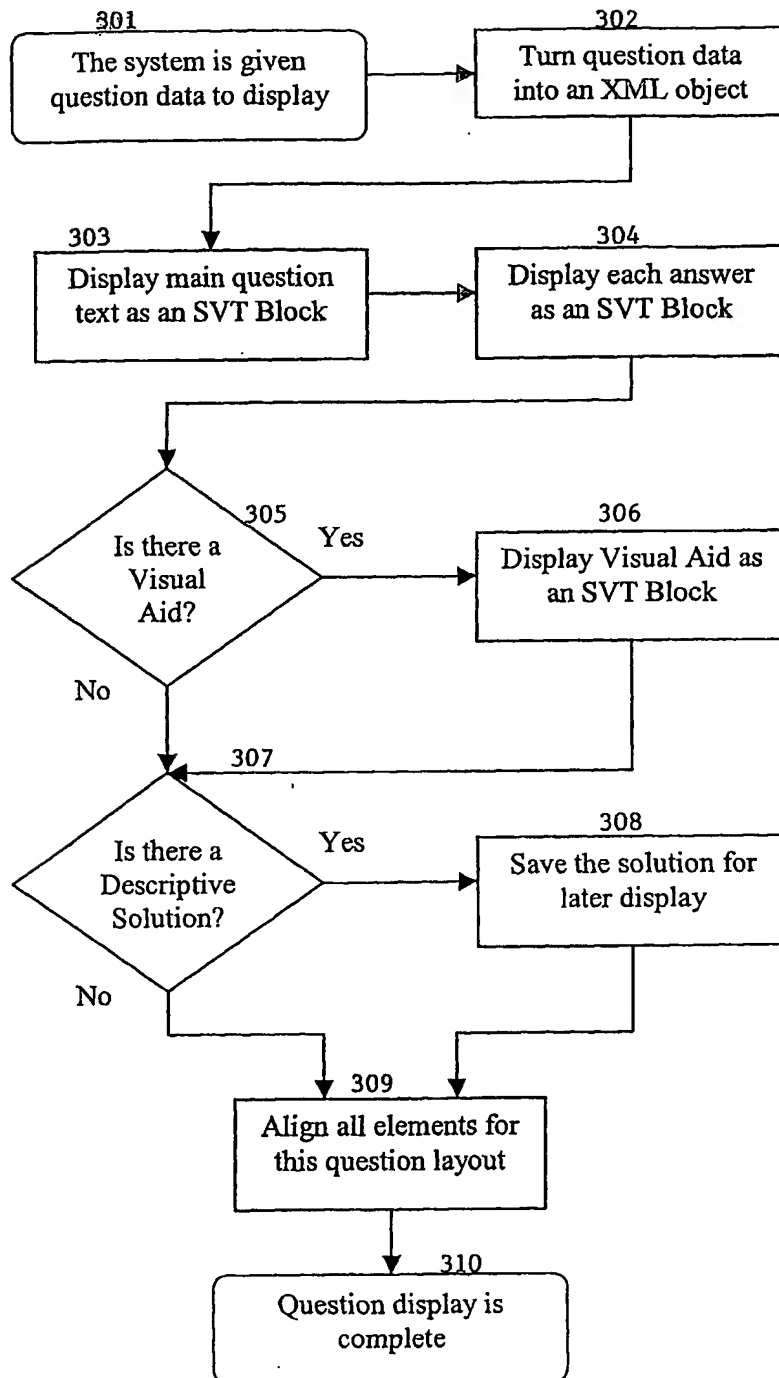 301
The system is given
question data to display
302
Turn question data
into an XML object
303
Display main question
text as an SVT Block
304
Display each answer
as an SVT Block
305
Is there a
Visual
Aid?
Yes
306
Display Visual Aid as
an SVT Block
No
307
Is there a
Descriptive
Solution?
Yes
308
Save the solution for
later display
No
309
Align all elements for
this question layout
310
Question display is
complete